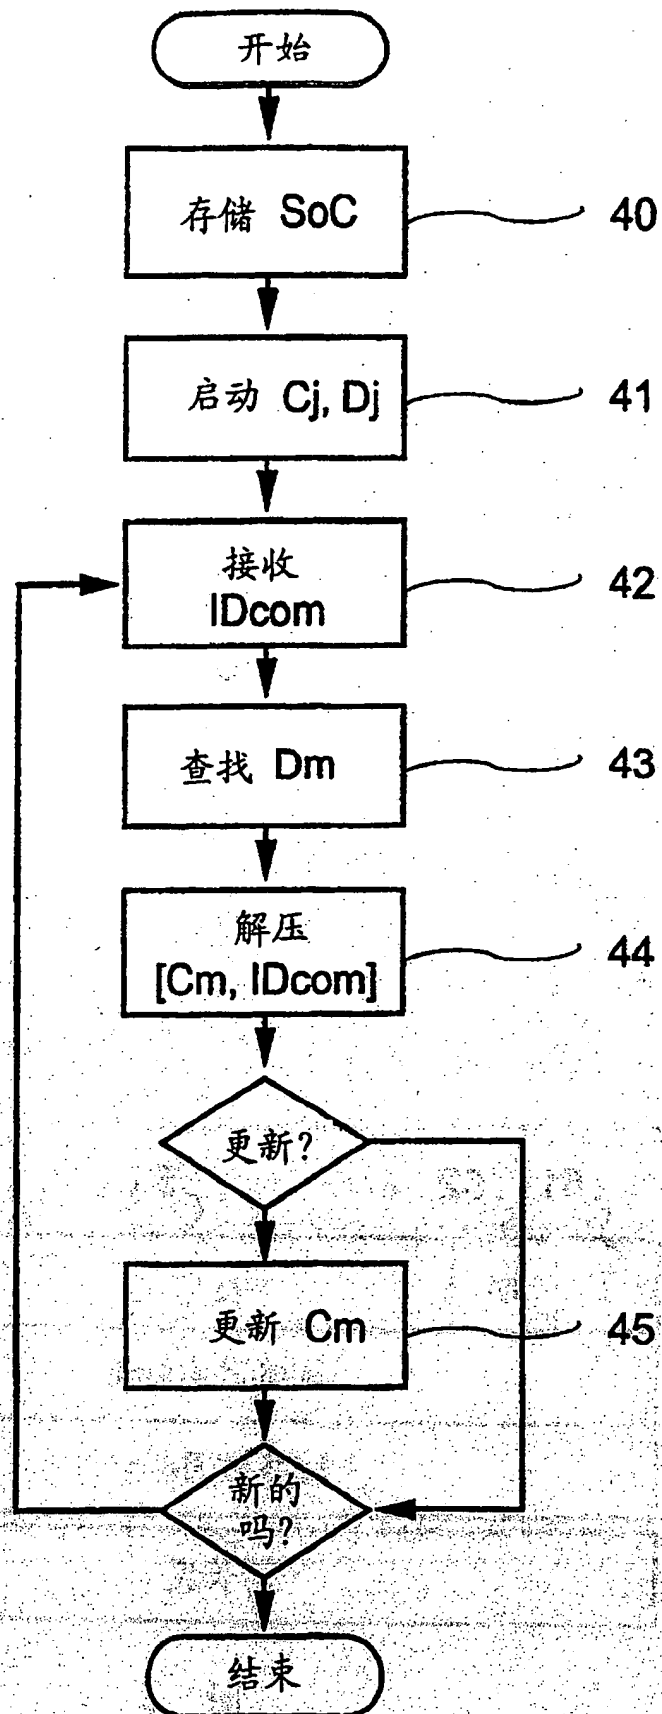 开始
存储 SoC
40
启动 Cj, Dj
41
接收
IDcom
42
查找 Dm
43
解压
[Cm, IDcom]
44
更新?
更新 Cm
45
新的
吗?
结束